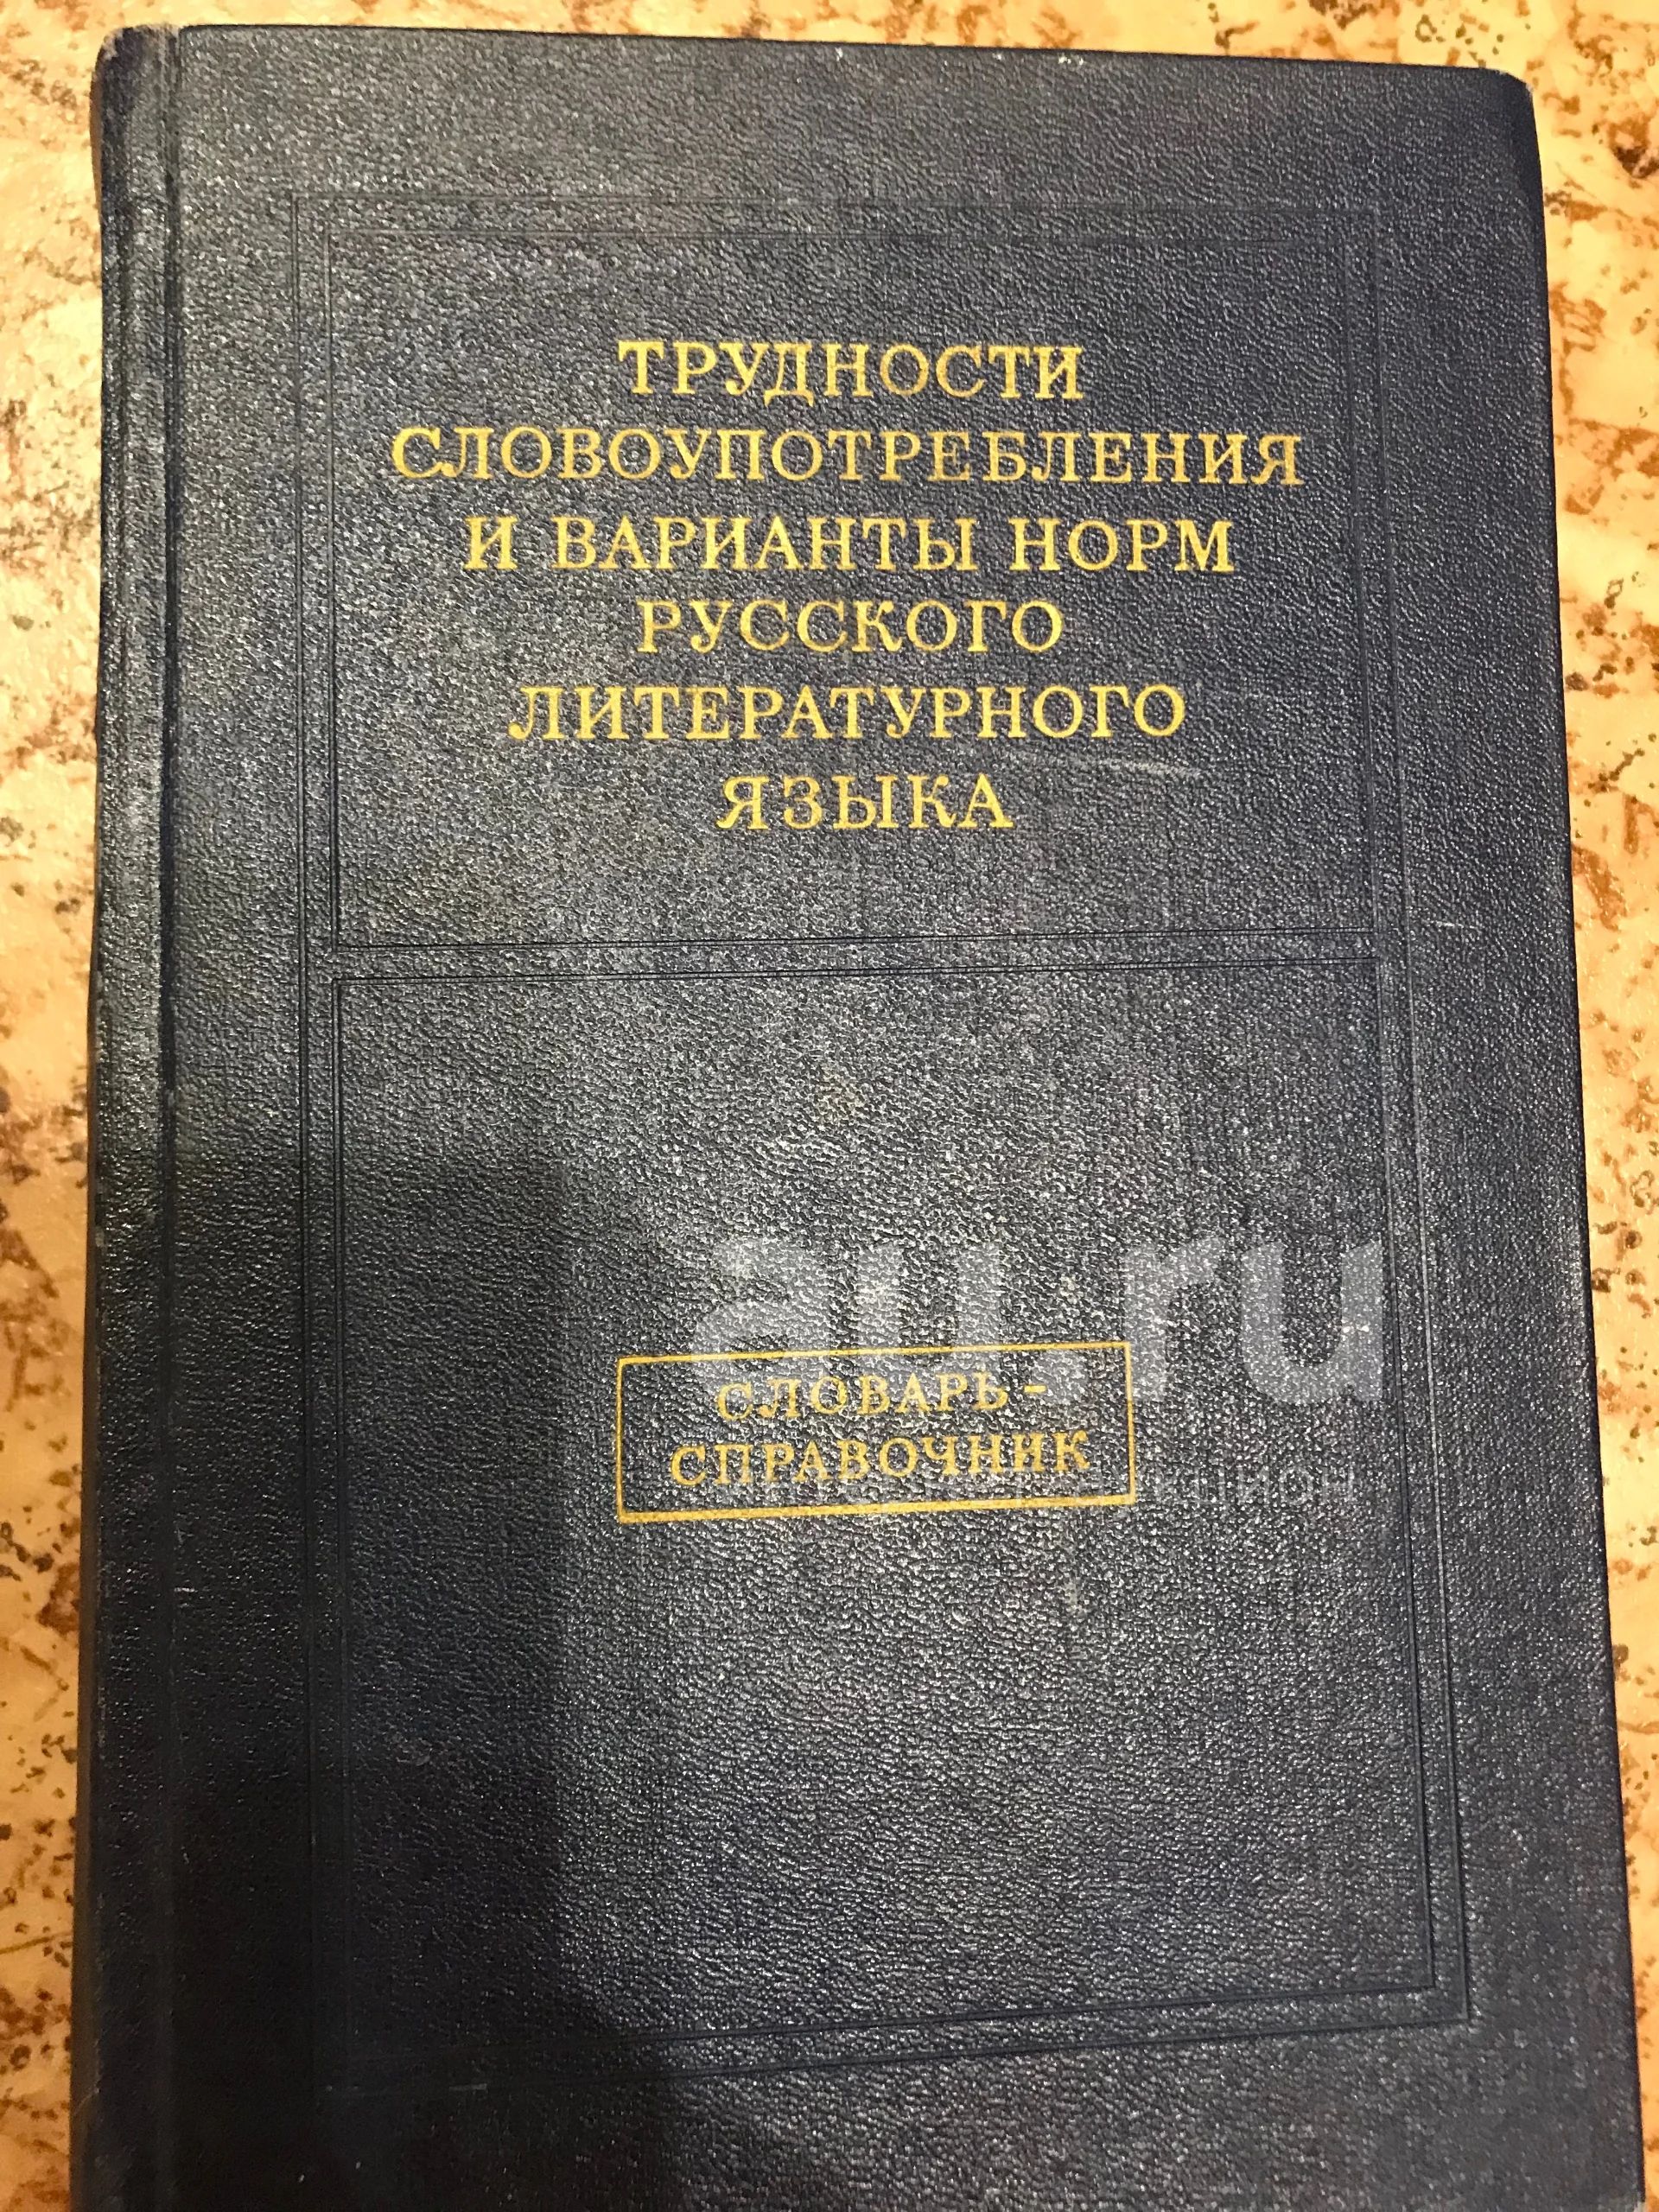 ТРУДНОСТИ
СЛОВОУПОТРЕБЛЕНИЯ
И ВАРИАНТЫ НОРМ
РУССКОГО
ЛИТЕРАТУРНОГО
ЯЗЫКА
au.ru
СЛОВАРЬ-
СПРАВОЧНИК